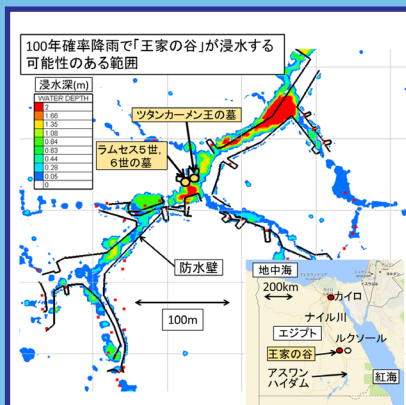 100年確率降雨で「王家の谷」が浸水する
可能性のある範囲
浸水深(m)
WATER DEPTH
2
1.66
1.35
1.08
0.84
0.63
0.44
0.28
0.05
0
ツタンカーメン王の墓
ラムセス5世,
6世の墓
防水壁
100m
地中海
200km
カイロ
ナイル川
エジプト
ルクソール
王家の谷
アスワン
ハイダム
紅海